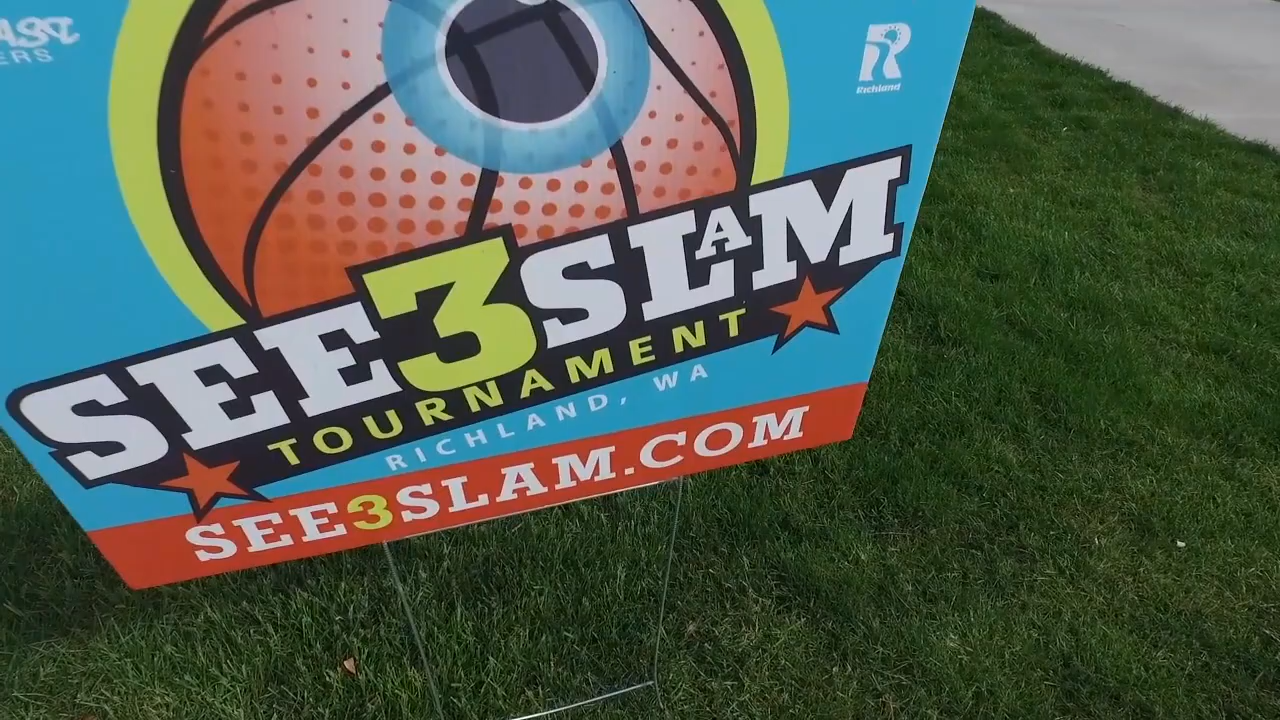 Richland
SEE3SLAM
TOURNAMENT
RICHLAND, WA
SEE3SLAM.COM